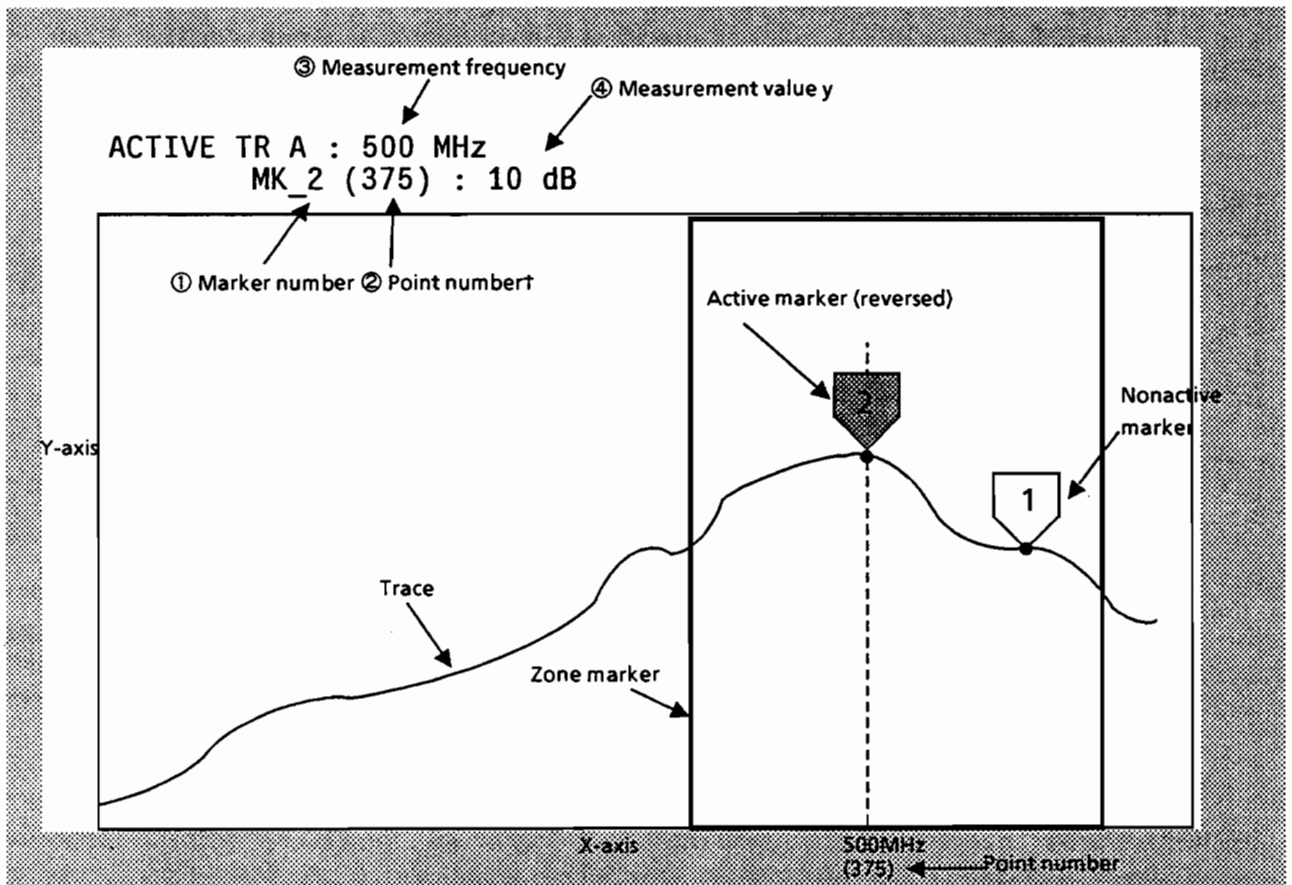 ③ Measurement frequency
④ Measurement value y
ACTIVE TR A : 500 MHz
MK_2 (375) : 10 dB
① Marker number ② Point number†
Active marker (reversed)
2
Nonactive
marker
Y-axis
1
Trace
Zone marker
X-axis
500MHz
(375)
Point number